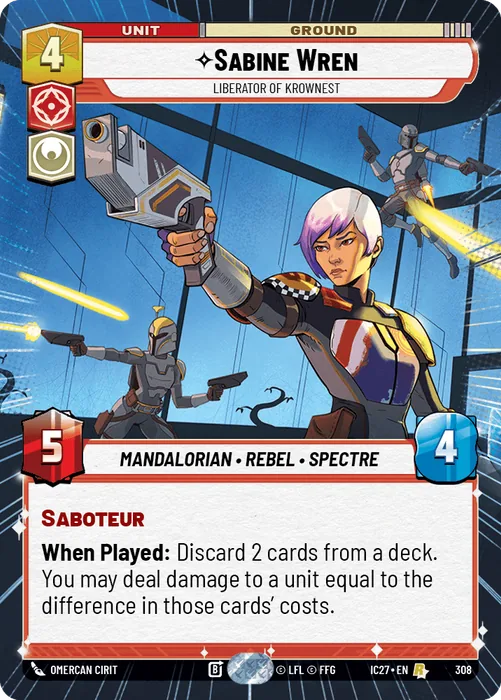 4
UNIT
GROUND
SABINE WREN
LIBERATOR OF KROWNEST
5
MANDALORIAN • REBEL • SPECTRE
4
SABOTEUR
When Played: Discard 2 cards from a deck.
You may deal damage to a unit equal to the
difference in those cards' costs.
OMERCAN CIRIT
B
© LFL © FFG
IC27 • EN
R
308